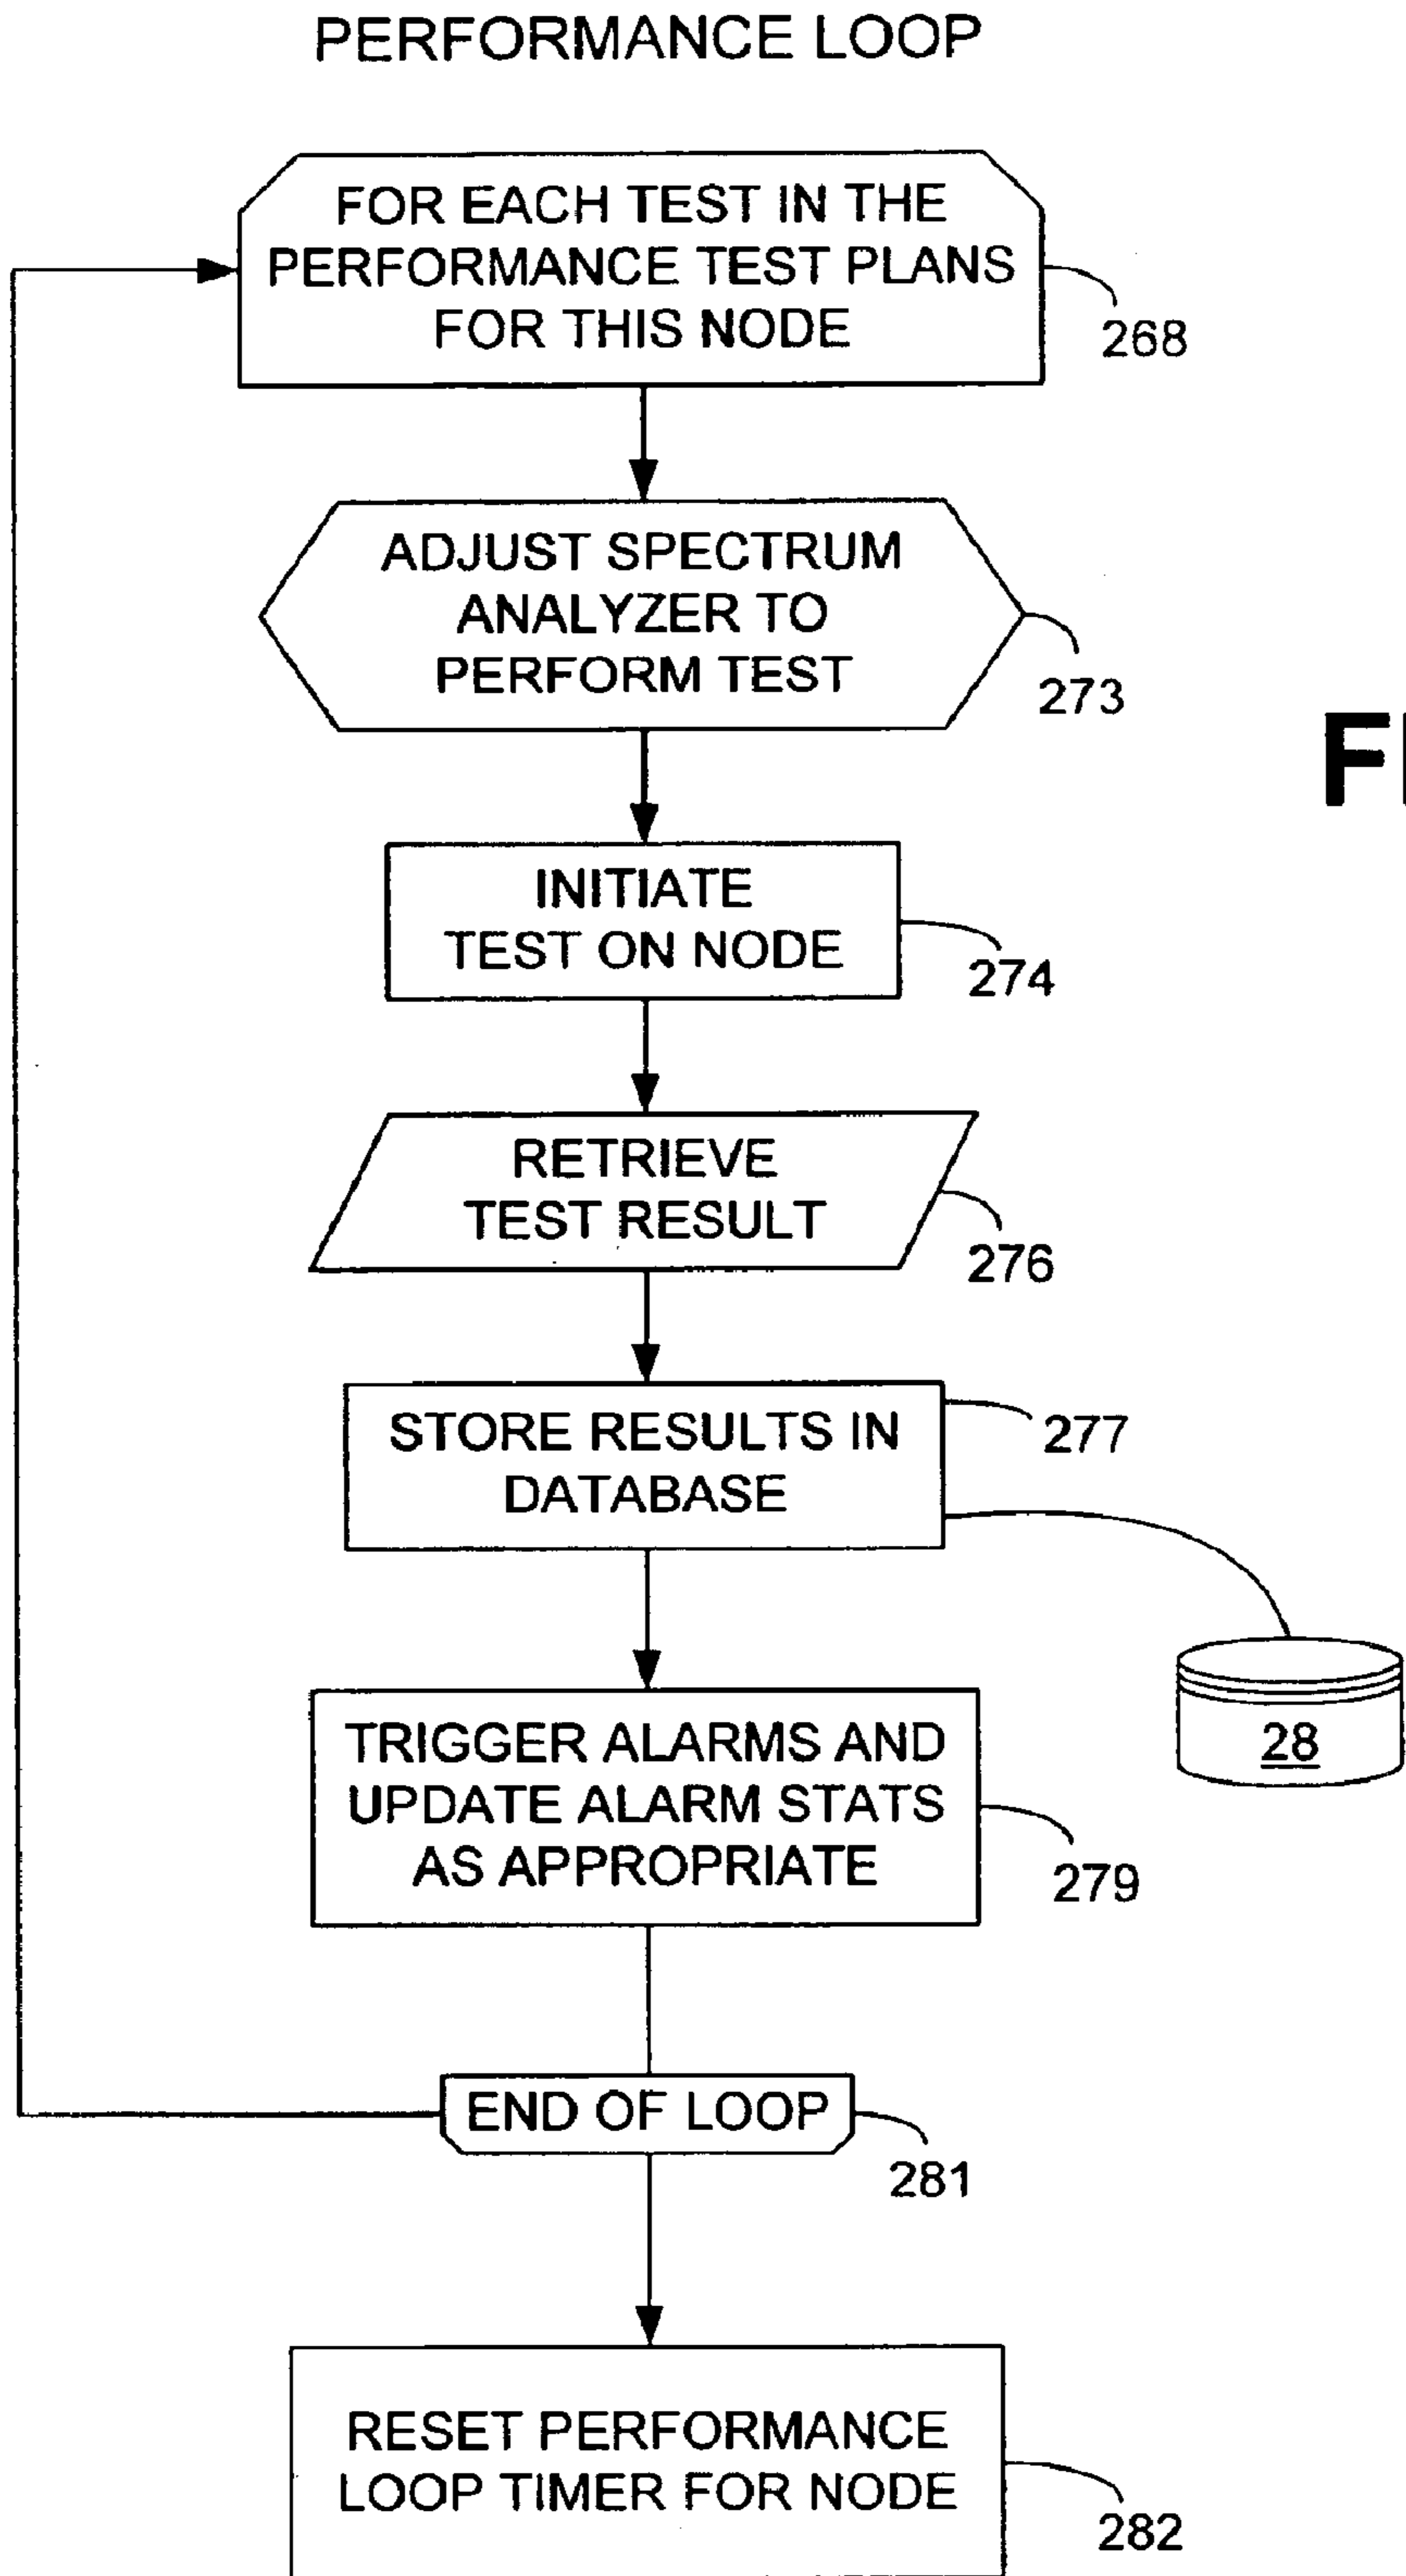 PERFORMANCE LOOP
FOR EACH TEST IN THE
PERFORMANCE TEST PLANS
FOR THIS NODE
268
ADJUST SPECTRUM
ANALYZER TO
PERFORM TEST
273
INITIATE
TEST ON NODE
274
RETRIEVE
TEST RESULT
276
STORE RESULTS IN
DATABASE
277
28
TRIGGER ALARMS AND
UPDATE ALARM STATS
AS APPROPRIATE
279
END OF LOOP
281
RESET PERFORMANCE
LOOP TIMER FOR NODE
282